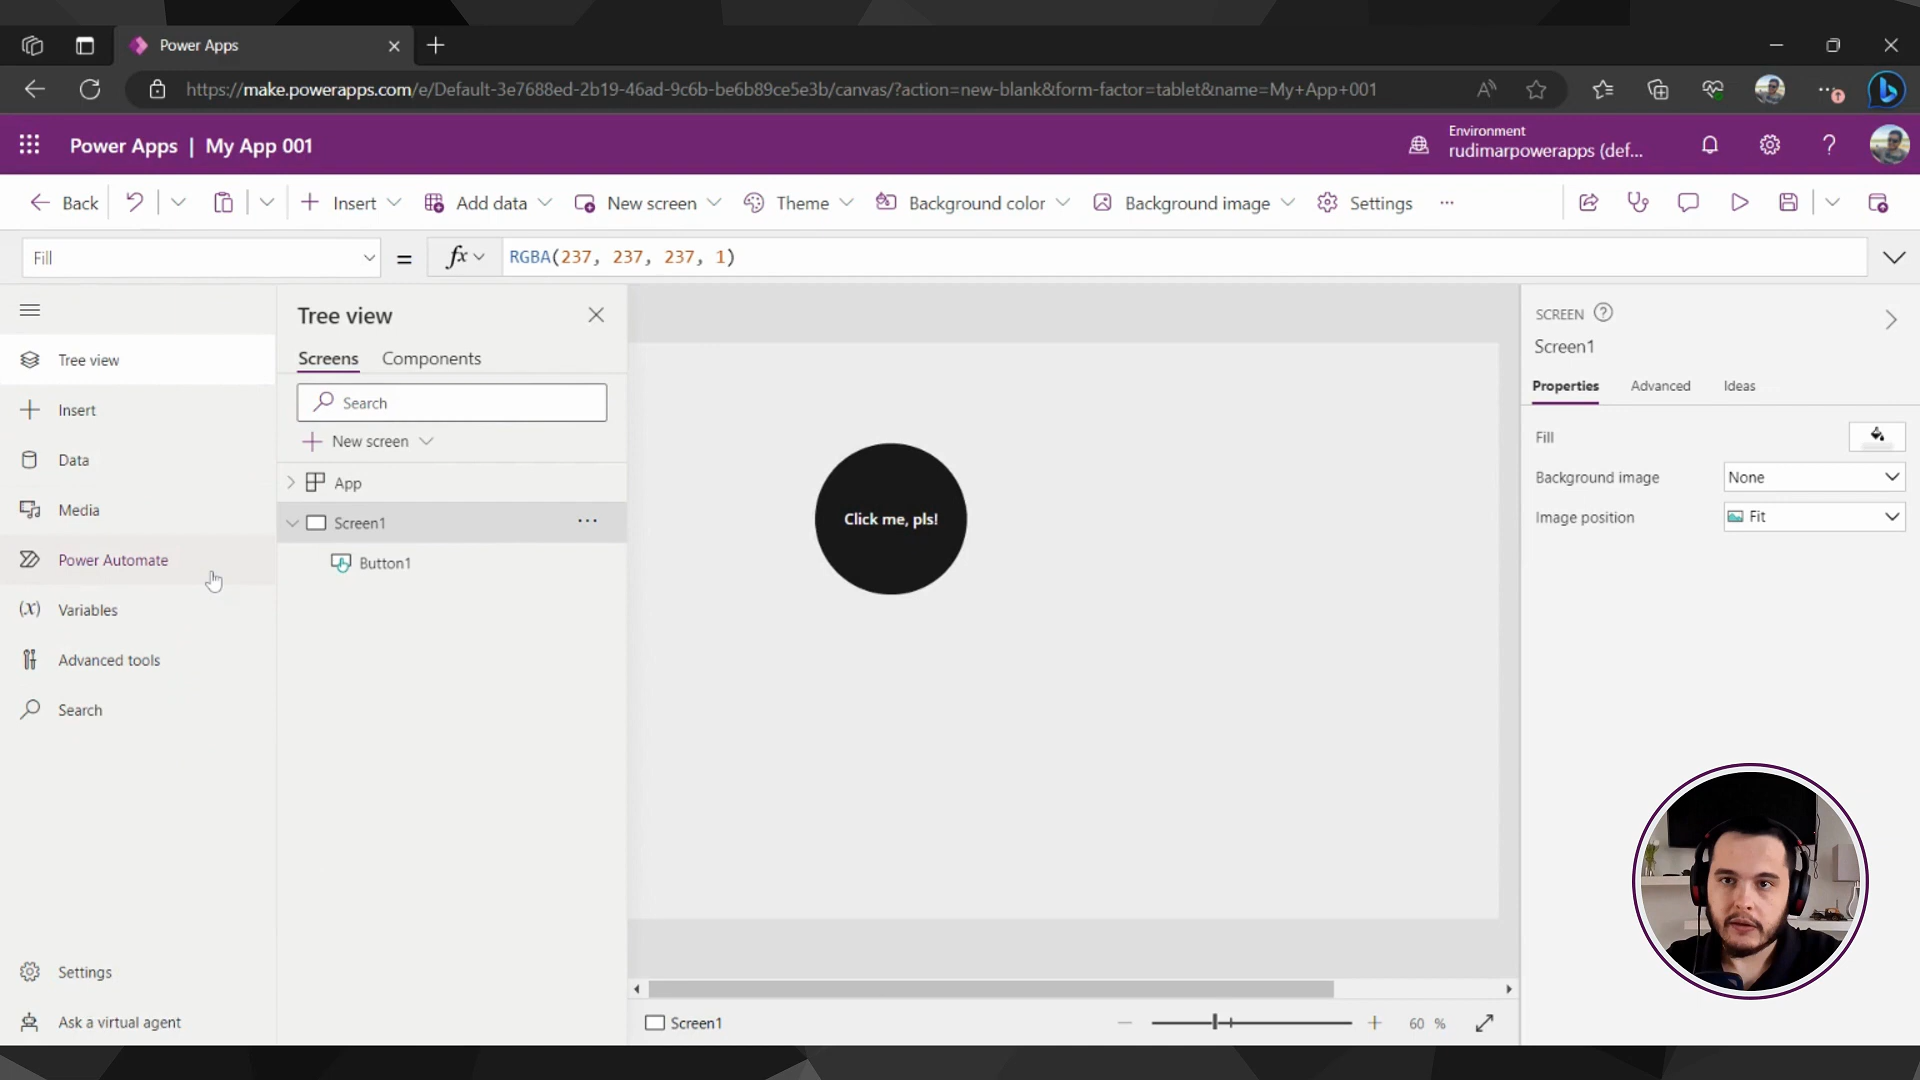 Power Apps
https://make.powerapps.com/e/Default-3e7688ed-2b19-46ad-9c6b-be6b89ce5e3b/canvas/?action=new-blank&form-factor=tablet&name=My+App+001
Power Apps | My App 001
Environment
rudimarpowerapps (def...
Back
Insert
Add data
New screen
Theme
Background color
Background image
Settings
Fill
=
fx
RGBA(237, 237, 237, 1)
Tree view
Insert
Data
Media
Power Automate
(x) Variables
Advanced tools
Search
Settings
Ask a virtual agent
Tree view
Screens Components
Search
New screen
App
Screen1
Button1
Click me, pls!
Screen1
60 %
SCREEN
Screen1
Properties Advanced Ideas
Fill
Background image None
Image position Fit